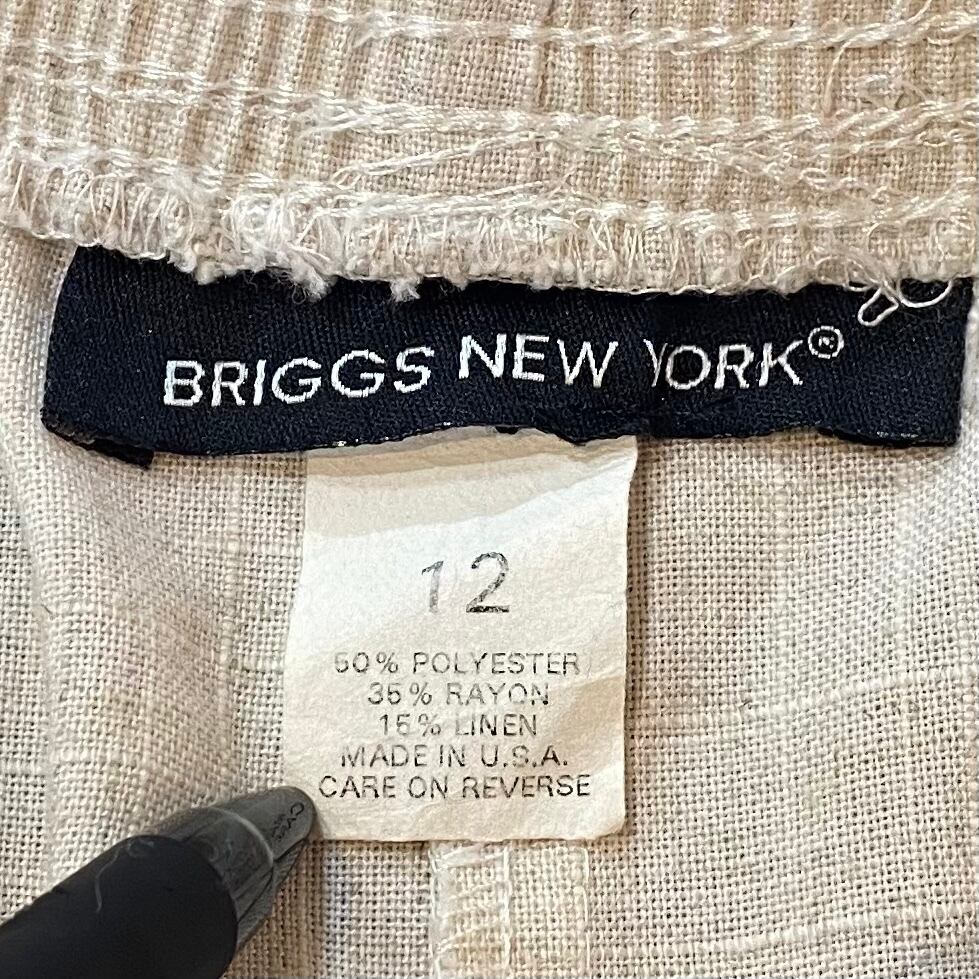 BRIGGS NEW YORK®
12
50% POLYESTER
35% RAYON
15% LINEN
MADE IN U.S.A.
CARE ON REVERSE